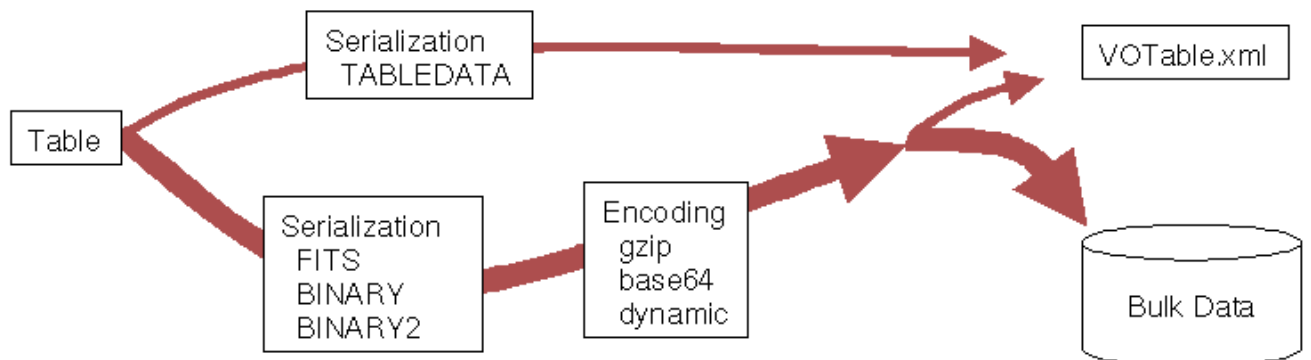 Serialization
TABLEDATA
VOTable.xml
Table
Serialization
FITS
BINARY
BINARY2
Encoding
gzip
base64
dynamic
Bulk Data